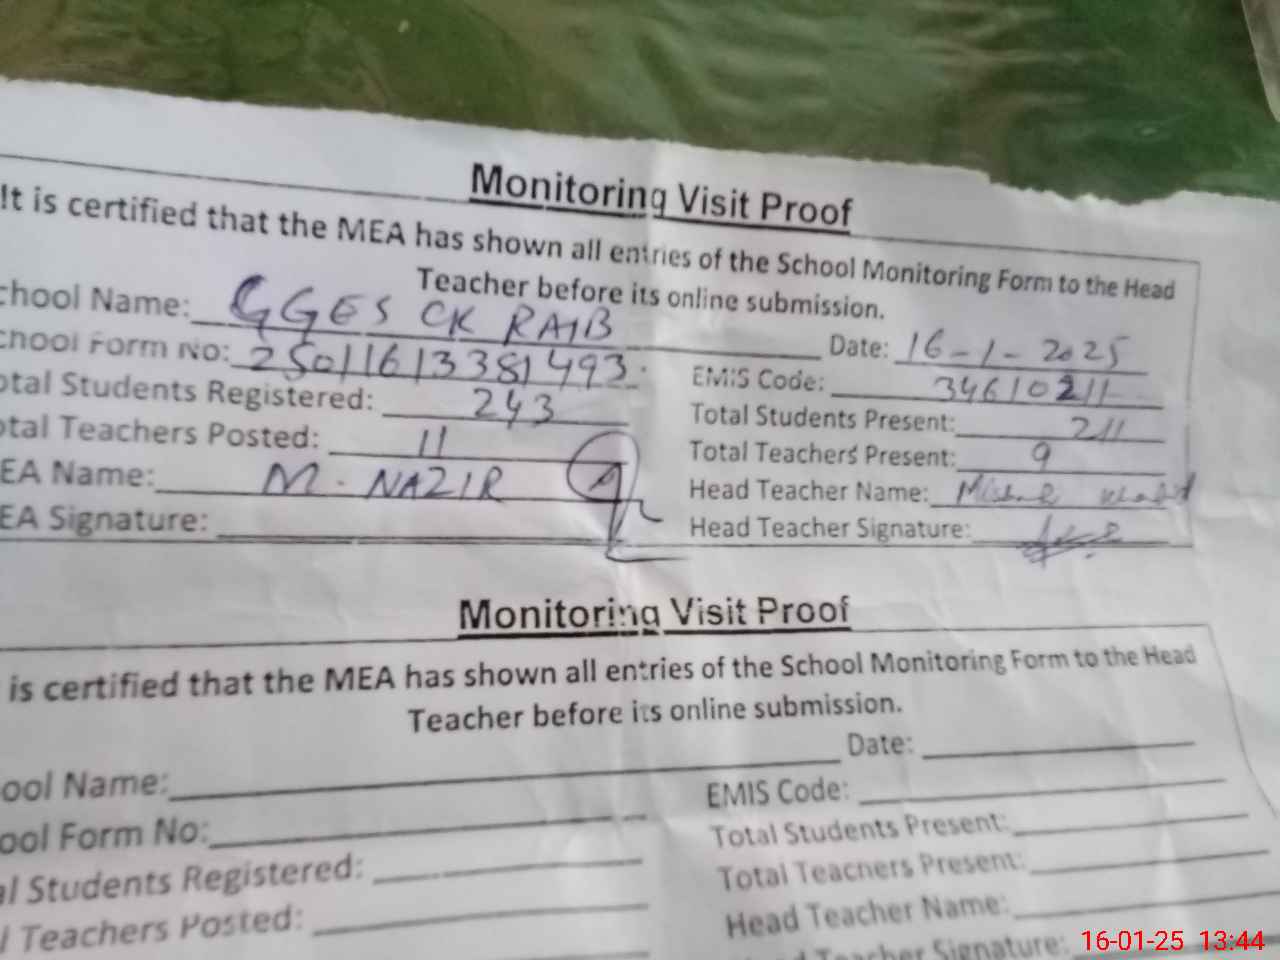 Monitoring Visit Proof
It is certified that the MEA has shown all entries of the School Monitoring Form to the Head
Teacher before its online submission.
chool Name: GGES CK RAJB Date: 16-1-2025
chool Form No: 25011613381493. EMIS Code: 34610211
otal Students Registered: 243 Total Students Present: 211
otal Teachers Posted: 11 Total Teachers Present: 9
EA Name: M. NAZIR Head Teacher Name:
EA Signature: Head Teacher Signature:
Monitoring Visit Proof
is certified that the MEA has shown all entries of the School Monitoring Form to the Head
Teacher before its online submission.
ool Name: Date:
ool Form No: EMIS Code:
al Students Registered: Total Students Present:
l Teachers Posted: Total Teachers Present:
Head Teacher Name:
Teacher Signature:
16-01-25 13:44